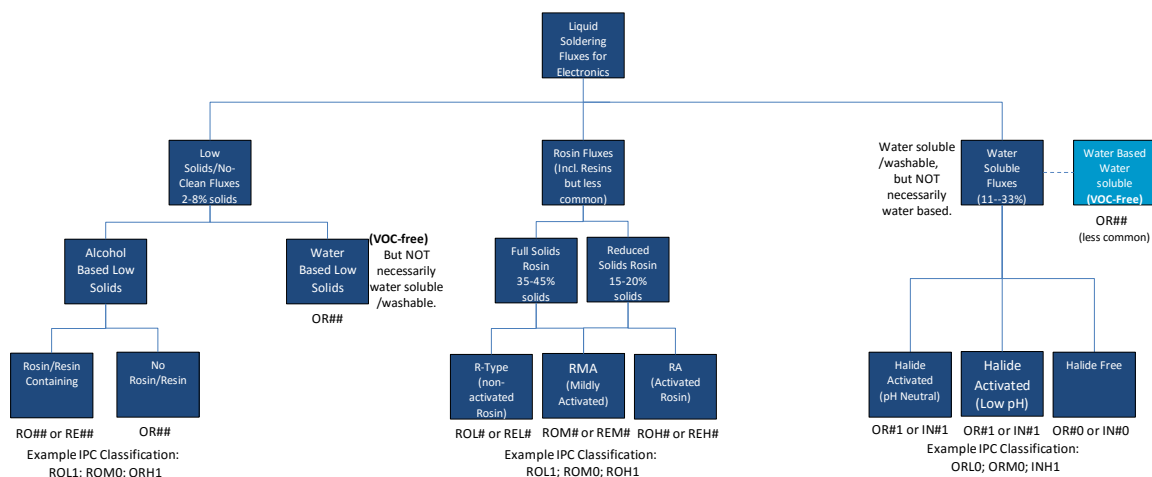 Liquid
Soldering
Fluxes for
Electronics
Low
Solids/No-
Clean Fluxes
2-8% solids
Rosin Fluxes
(Incl. Resins
but less
common)
Water soluble
/washable,
but NOT
necessarily
water based.
Water
Soluble
Fluxes
(11--33%)
Water Based
Water
soluble
(VOC-Free)
OR##
(less common)
Alcohol
Based Low
Solids
Water
Based Low
Solids
(VOC-free)
But NOT
necessarily
water soluble
/washable.
OR##
Full Solids
Rosin
35-45%
solids
Reduced
Solids Rosin
15-20%
solids
Rosin/Resin
Containing
No
Rosin/Resin
R-Type
(non-
activated
Rosin)
RMA
(Mildly
Activated)
RA
(Activated
Rosin)
Halide
Activated
(pH Neutral)
Halide
Activated
(Low pH)
Halide Free
RO## or RE##
OR##
ROL# or REL#
ROM# or REM#
ROH# or REH#
OR#1 or IN#1
OR#1 or IN#1
OR#0 or IN#0
Example IPC Classification:
ROL1; ROM0; ORH1
Example IPC Classification:
ROL1; ROM0; ROH1
Example IPC Classification:
ORL0; ORM0; INH1